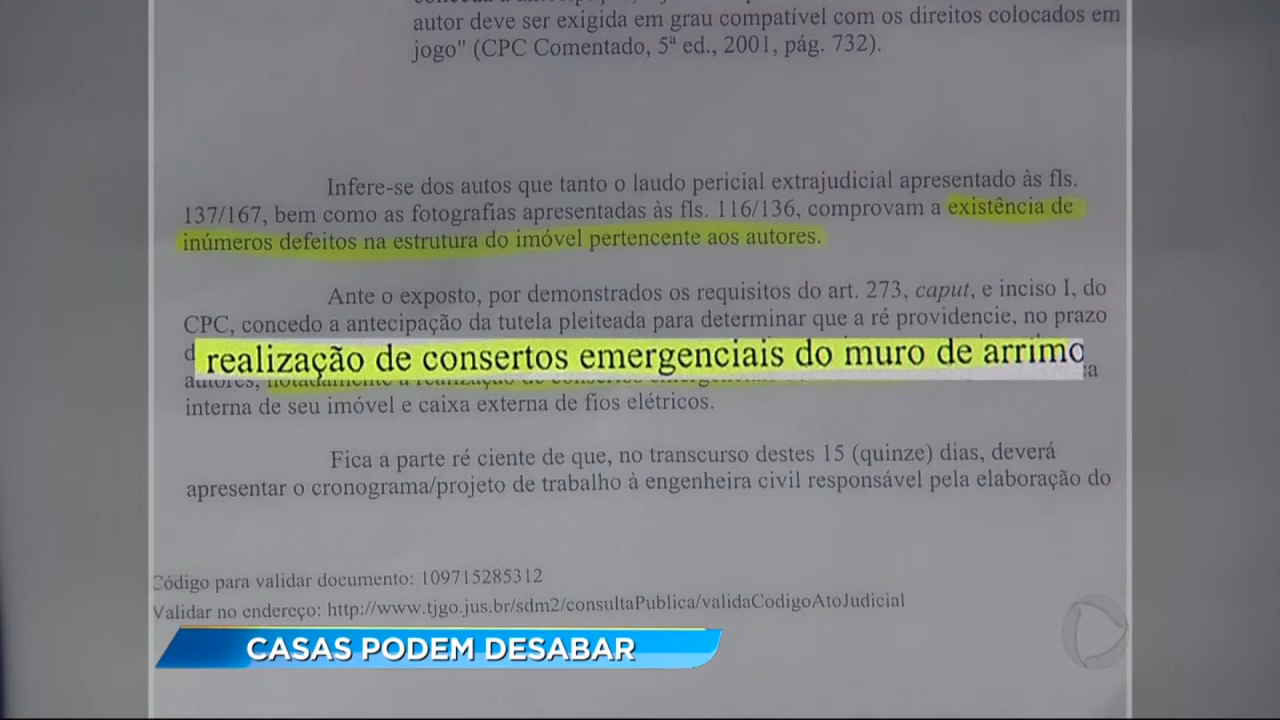 autor deve ser exigida em grau compatível com os direitos colocados em
jogo" (CPC Comentado, 5ª ed., 2001, pág. 732).
Infere-se dos autos que tanto o laudo pericial extrajudicial apresentado às fls.
137/167, bem como as fotografias apresentadas às fls. 116/136, comprovam a existência de
inúmeros defeitos na estrutura do imóvel pertencente aos autores.
Ante o exposto, por demonstrados os requisitos do art. 273, caput, e inciso I, do
CPC, concedo a antecipação da tutela pleiteada para determinar que a ré providencie, no prazo
realização de consertos emergenciais do muro de arrimo
autores,
interna de seu imóvel e caixa externa de fios elétricos.
Fica a parte ré ciente de que, no transcurso destes 15 (quinze) dias, deverá
apresentar o cronograma/projeto de trabalho à engenheira civil responsável pela elaboração do
Código para validar documento: 109715285312
Validar no endereço: http://www.tjgo.jus.br/sdm2/consultaPublica/validaCodigoAtoJudicial
CASAS PODEM DESABAR